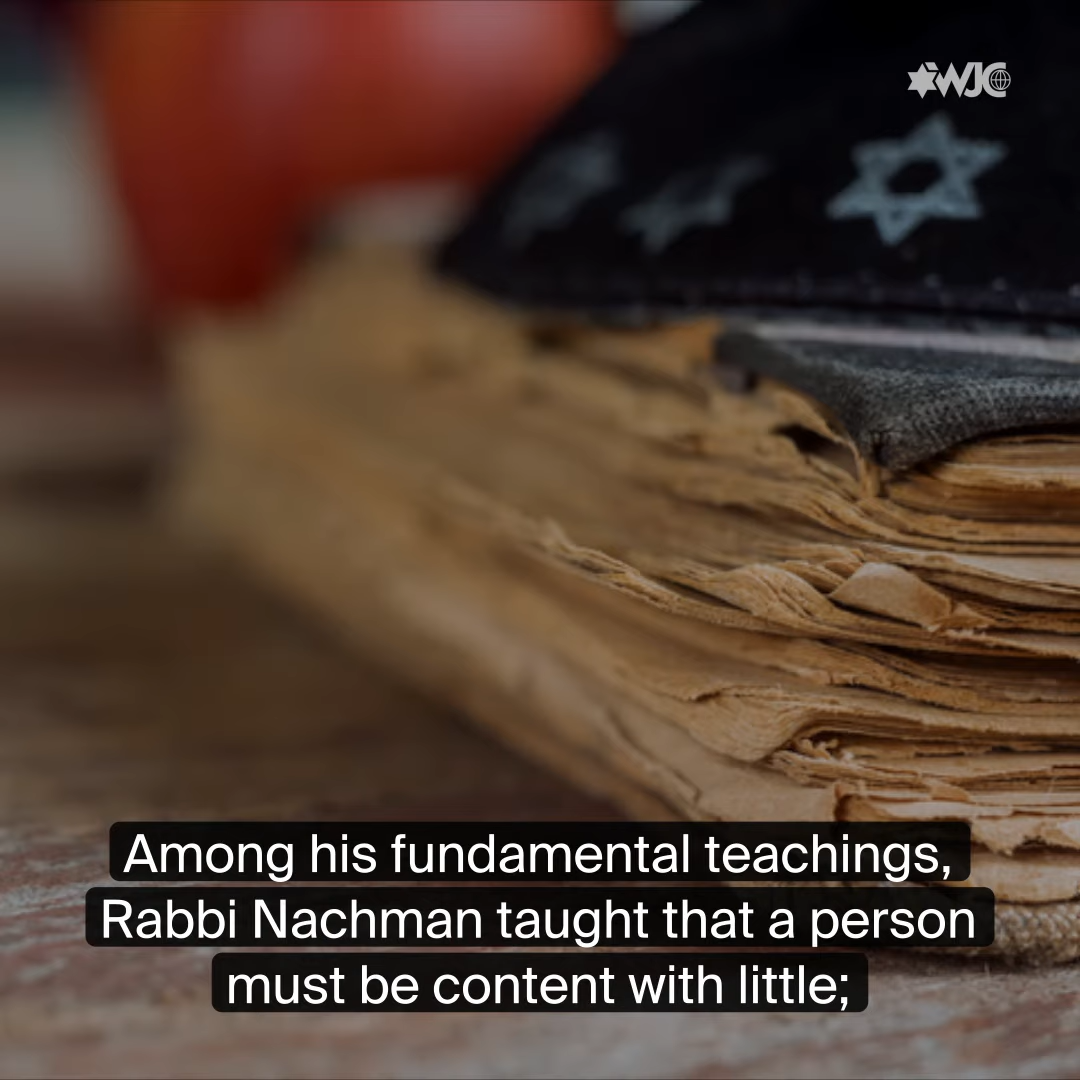 WJC
Among his fundamental teachings,
Rabbi Nachman taught that a person
must be content with little;